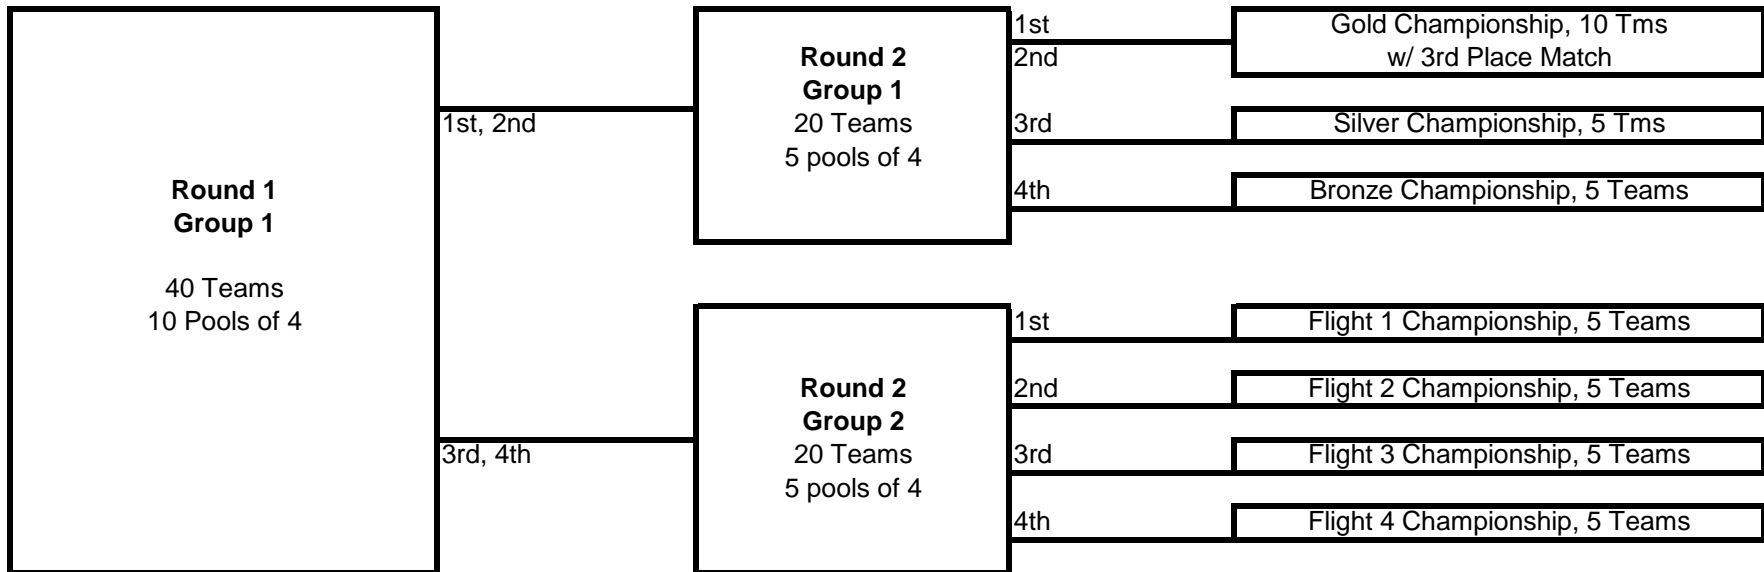 Round 1
Group 1
40 Teams
10 Pools of 4
1st, 2nd
3rd, 4th
Round 2
Group 1
20 Teams
5 pools of 4
1st
2nd
3rd
4th
Gold Championship, 10 Tms
w/ 3rd Place Match
Silver Championship, 5 Tms
Bronze Championship, 5 Teams
Round 2
Group 2
20 Teams
5 pools of 4
1st
2nd
3rd
4th
Flight 1 Championship, 5 Teams
Flight 2 Championship, 5 Teams
Flight 3 Championship, 5 Teams
Flight 4 Championship, 5 Teams